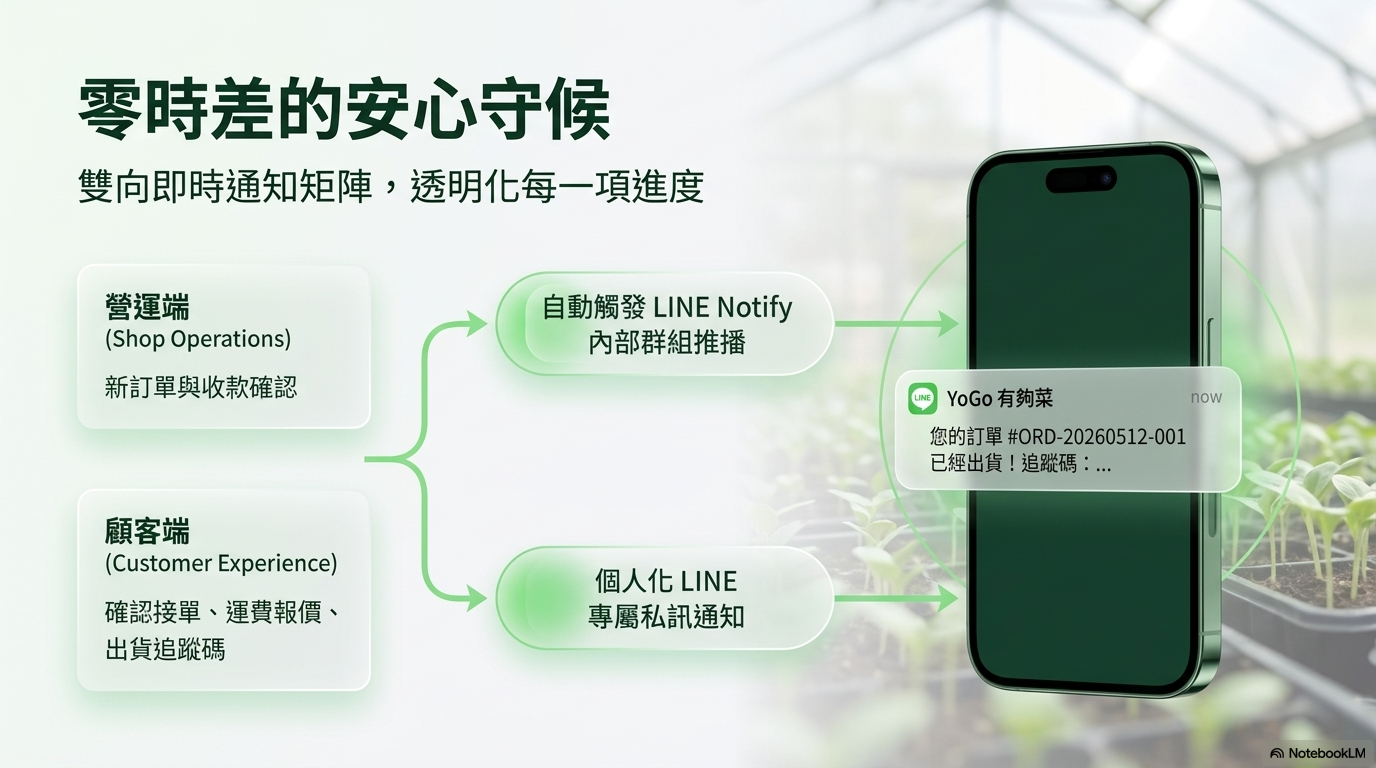 零時差的安心守候
雙向即時通知矩陣，透明化每一項進度
營運端
(Shop Operations)
新訂單與收款確認
顧客端
(Customer Experience)
確認接單、運費報價、
出貨追蹤碼
自動觸發 LINE Notify
內部群組推播
個人化 LINE
專屬私訊通知
LINE
YoGo 有夠菜
now
您的訂單 #ORD-20260512-001
已經出貨！追蹤碼：...
NotebookLM